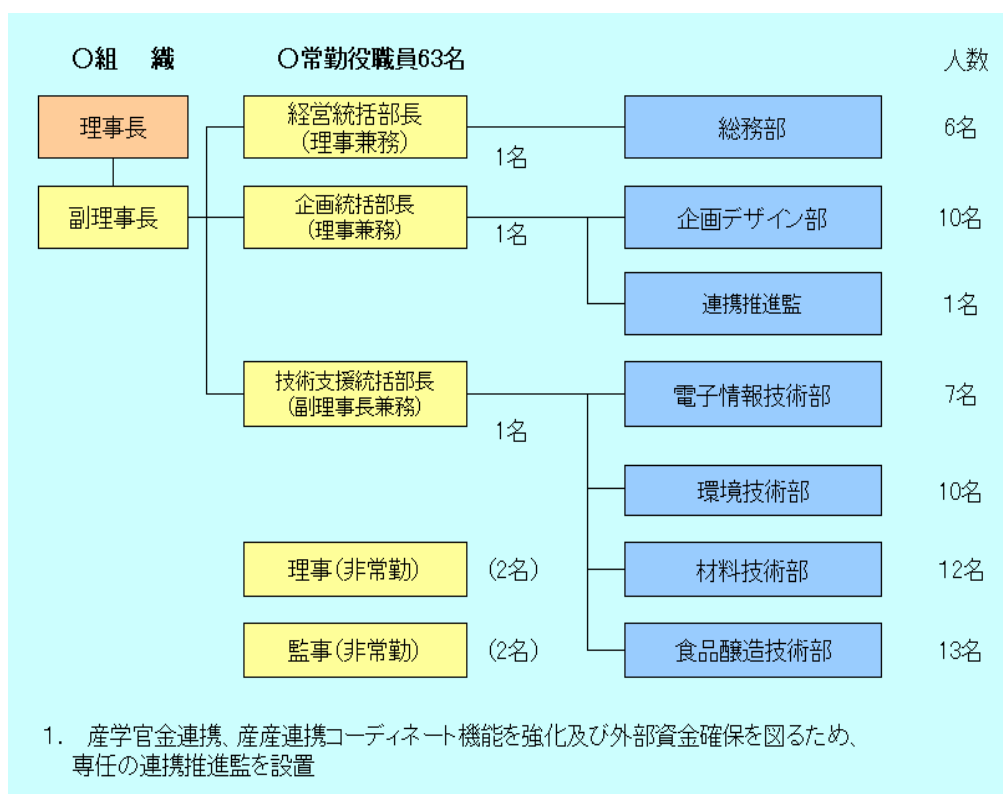 ○組　織　○常勤役職員63名　人数
理事長
経営統括部長
(理事兼務)
1名
総務部
6名
副理事長
企画統括部長
(理事兼務)
1名
企画デザイン部
10名
連携推進監
1名
技術支援統括部長
(副理事長兼務)
1名
電子情報技術部
7名
環境技術部
10名
理事(非常勤)
(2名)
材料技術部
12名
監事(非常勤)
(2名)
食品醸造技術部
13名
1.　産学官金連携、産産連携コーディネート機能を強化及び外部資金確保を図るため、
専任の連携推進監を設置